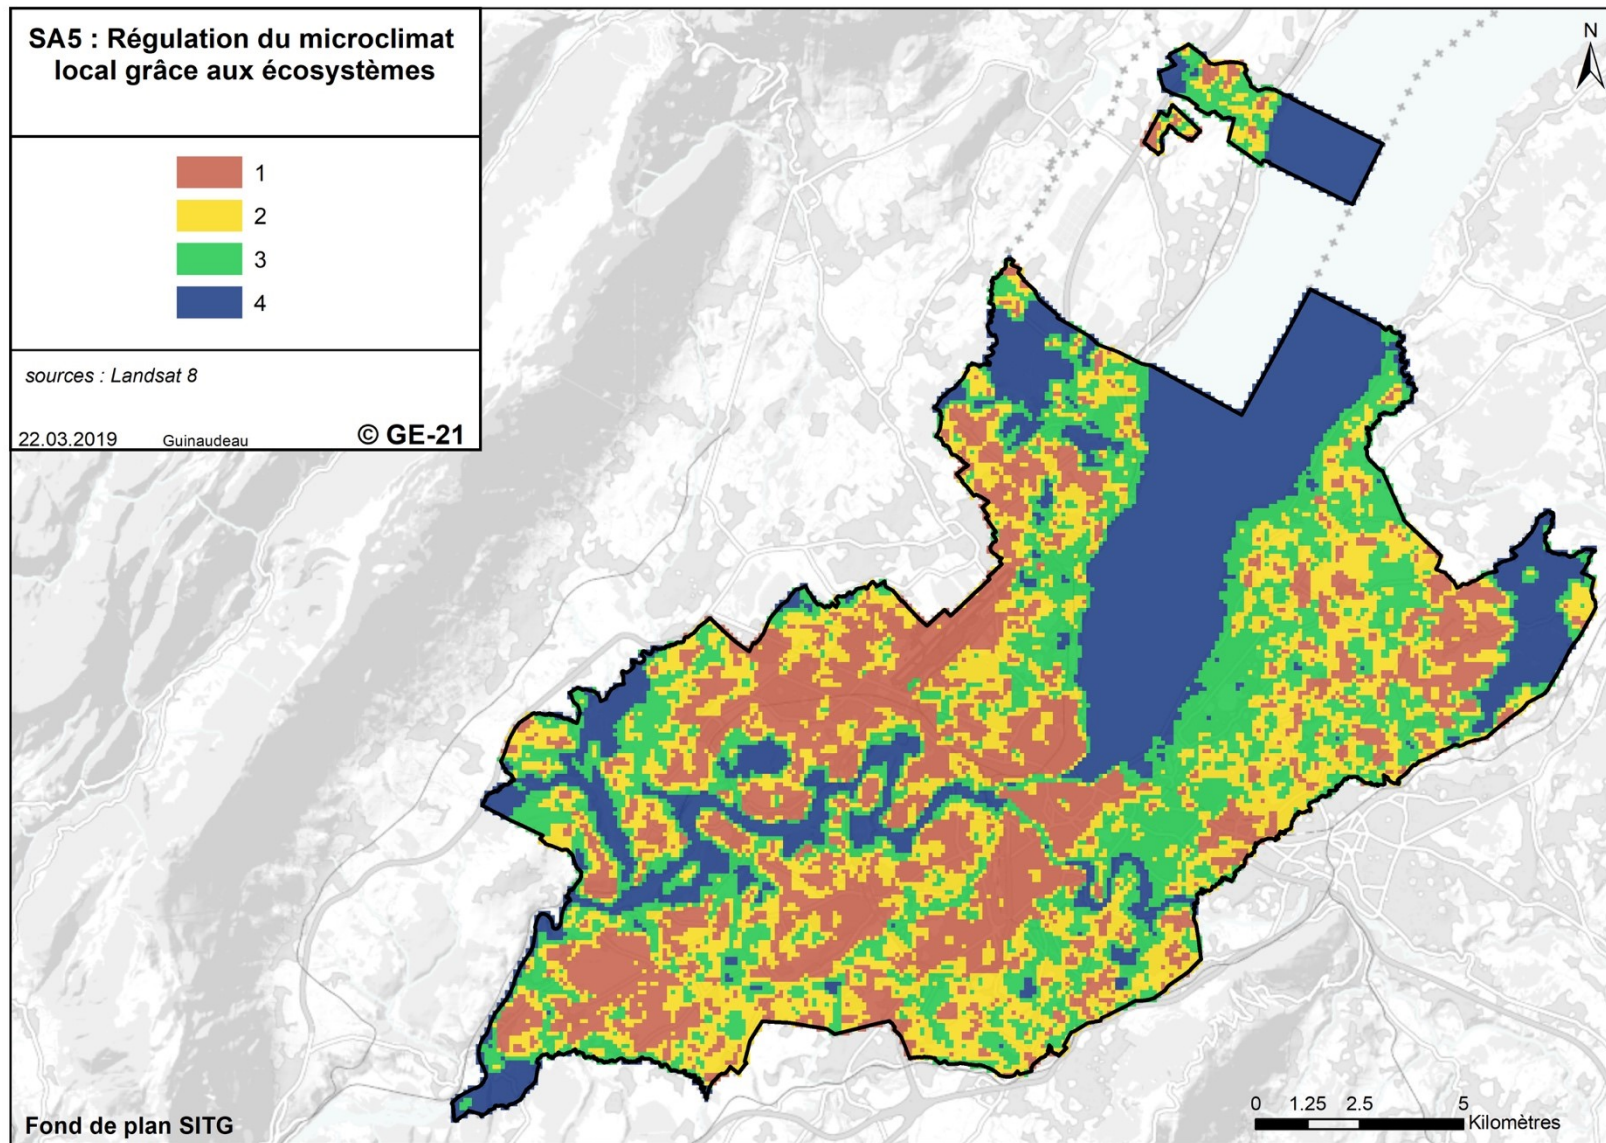 SA5 : Régulation du microclimat
local grâce aux écosystèmes
1
2
3
4
sources : Landsat 8
22.03.2019 Guinaudeau © GE-21
N
0 1.25 2.5 5
Kilomètres
Fond de plan SITG